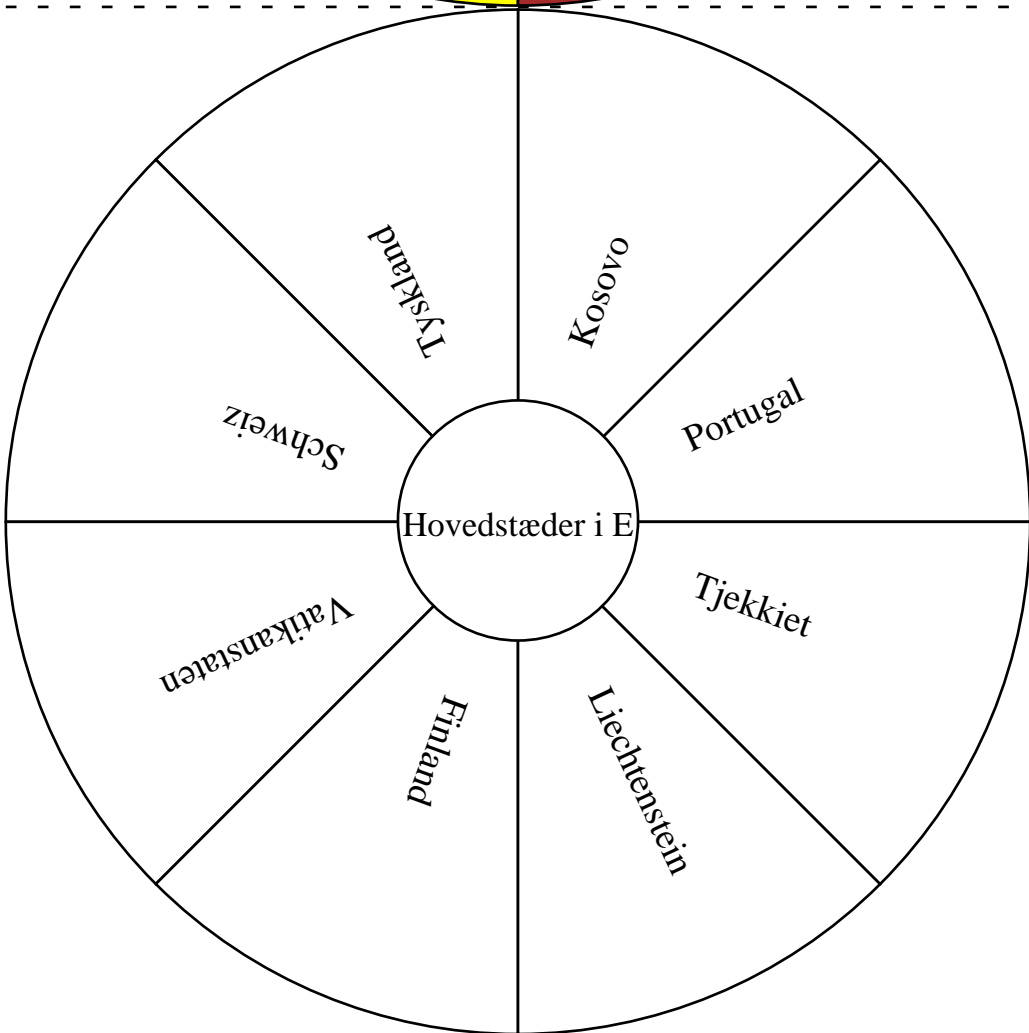 Kosovo
Portugal
Tjekkiet
Liechtenstein
Finland
Vatikanstaten
Schweiz
Tyskland
Hovedstæder i E